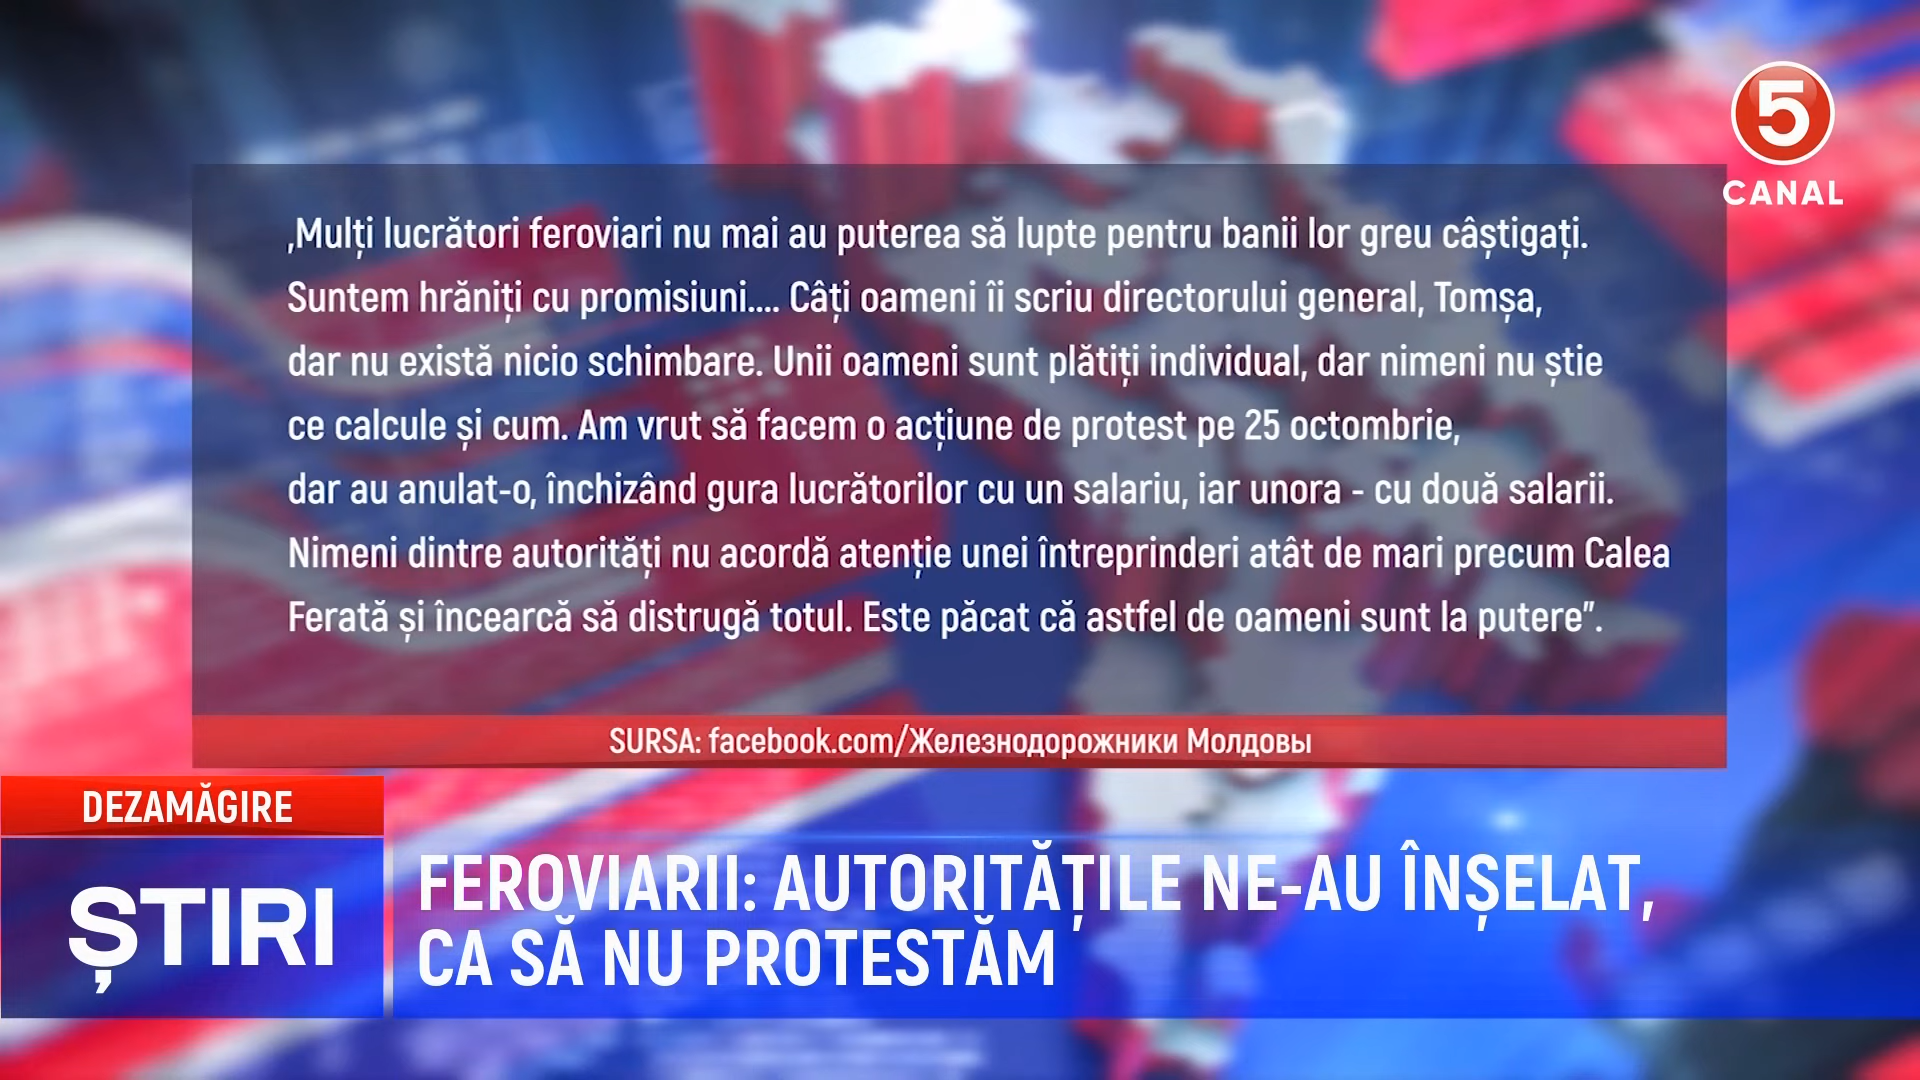 5
CANAL
,Mulți lucrători feroviari nu mai au puterea să lupte pentru banii lor greu câștigați.
Suntem hrăniți cu promisiuni.... Câți oameni îi scriu directorului general, Tomșa,
dar nu există nicio schimbare. Unii oameni sunt plătiți individual, dar nimeni nu știe
ce calcule și cum. Am vrut să facem o acțiune de protest pe 25 octombrie,
dar au anulat-o, închizând gura lucrătorilor cu un salariu, iar unora - cu două salarii.
Nimeni dintre autorități nu acordă atenție unei întreprinderi atât de mari precum Calea
Ferată și încearcă să distrugă totul. Este păcat că astfel de oameni sunt la putere”.
SURSA: facebook.com/Железнодорожники Молдовы
DEZAMĂGIRE
ȘTIRI
FEROVIARII: AUTORITĂȚILE NE-AU ÎNȘELAT,
CA SĂ NU PROTESTĂM